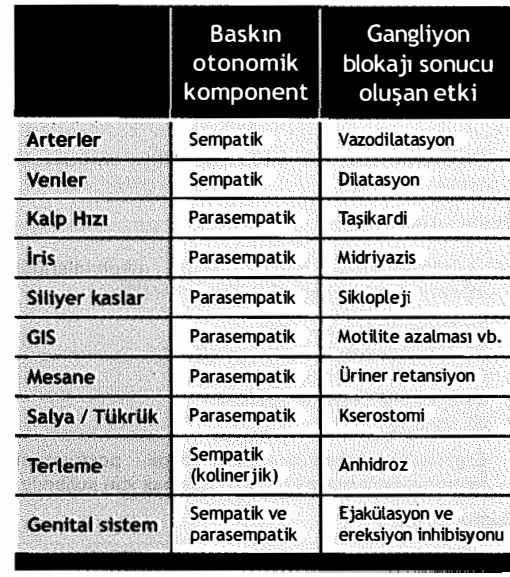 Baskın otonomik komponent | Gangliyon blokajı sonucu oluşan etki
Arterler | Sempatik | Vazodilatasyon
Venler | Sempatik | Dilatasyon
Kalp Hızı | Parasempatik | Taşikardi
İris | Parasempatik | Midriyazis
Siliyer kaslar | Parasempatik | Siklopleji
GIS | Parasempatik | Motilite azalması vb.
Mesane | Parasempatik | Üriner retansiyon
Salya / Tükrük | Parasempatik | Kserostomi
Terleme | Sempatik (kolinerjik) | Anhidroz
Genital sistem | Sempatik ve parasempatik | Ejakülasyon ve ereksiyon inhibisyonu